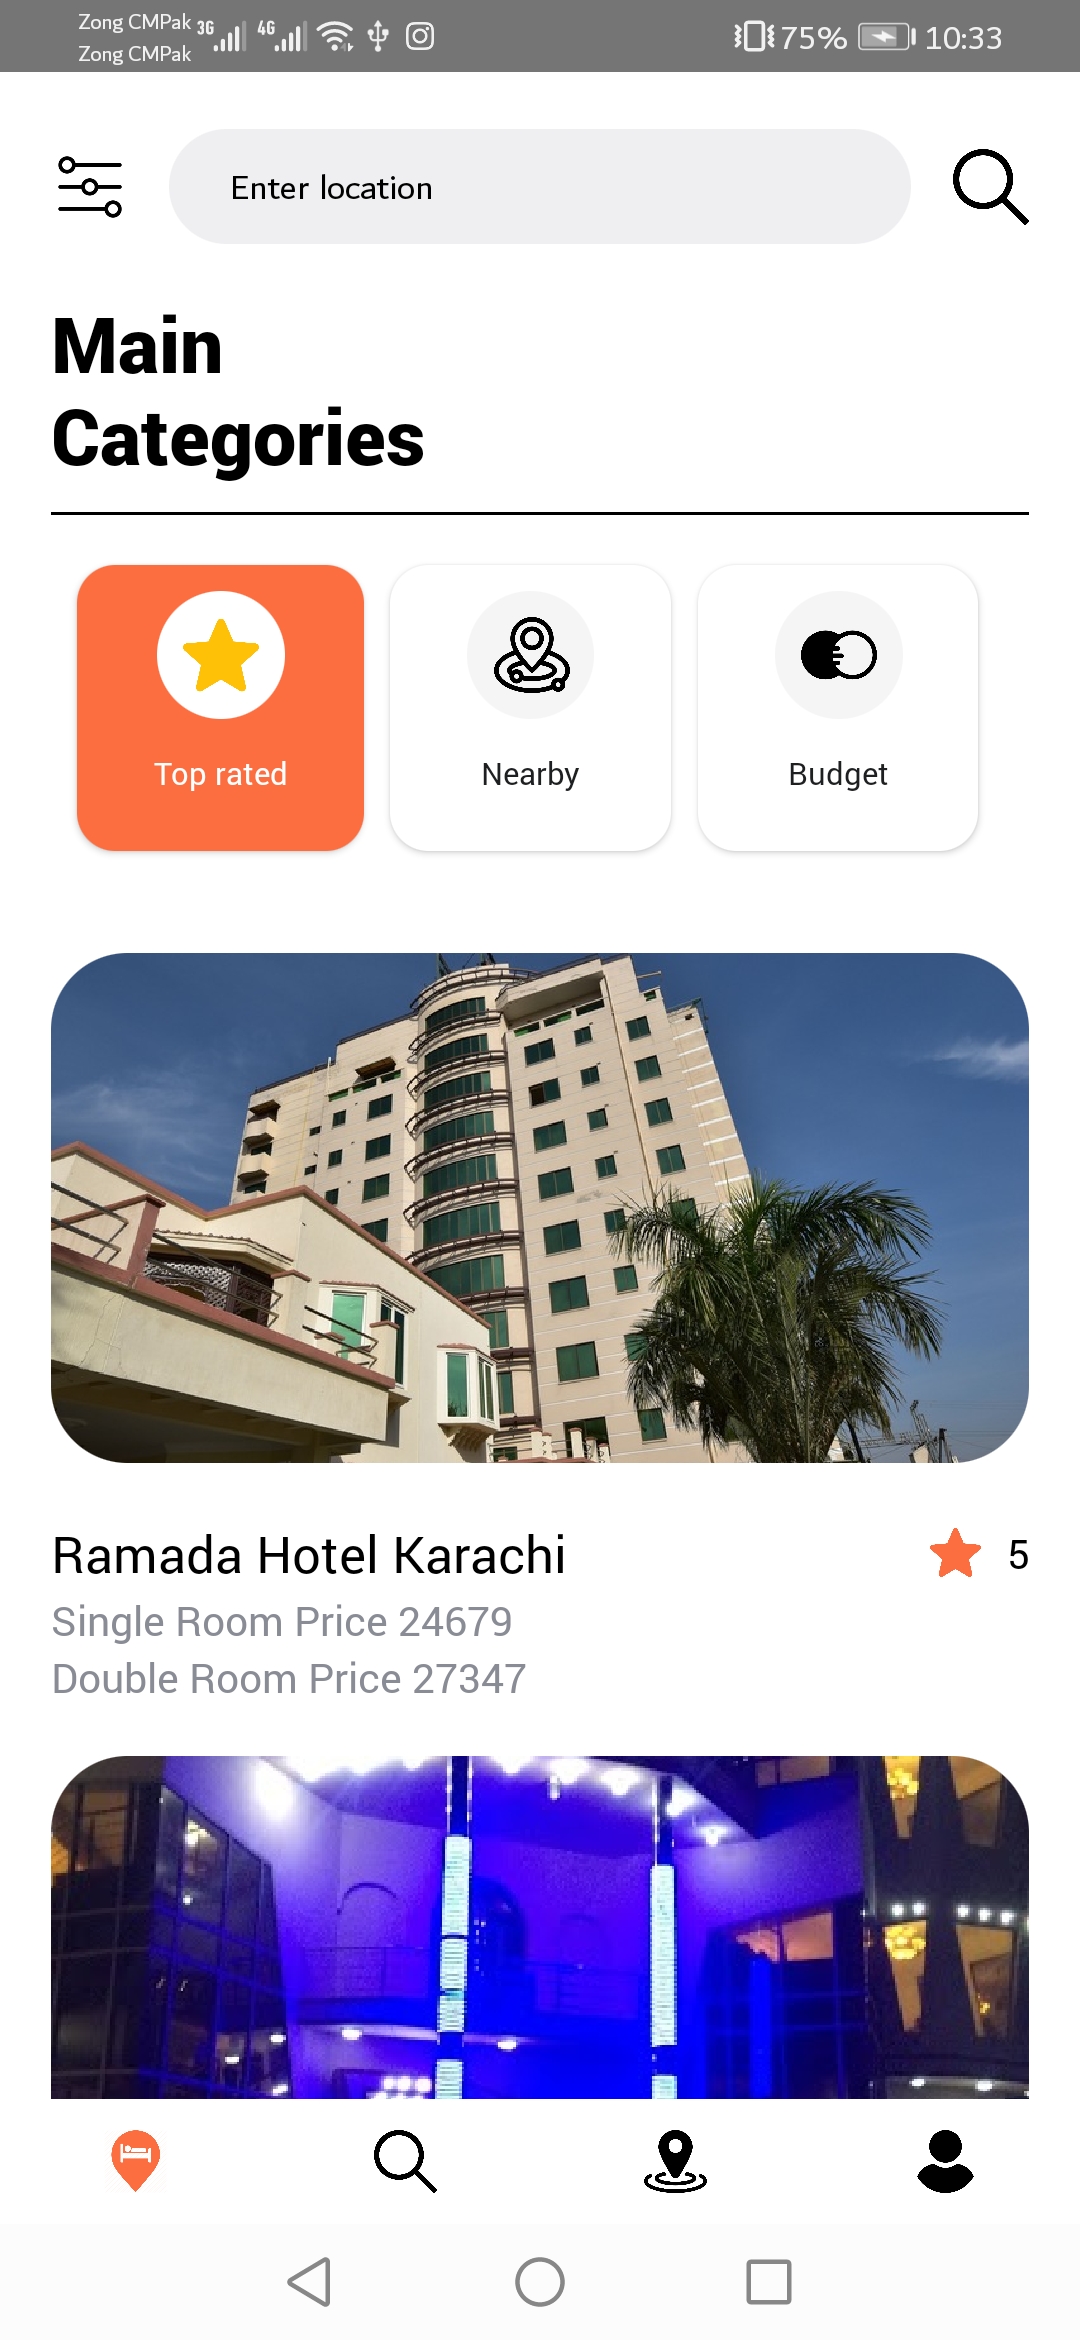 Zong CMPak 3G 4G 75% 10:33
Zong CMPak
Enter location
Main
Categories
Top rated
Nearby
Budget
Ramada Hotel Karachi 5
Single Room Price 24679
Double Room Price 27347